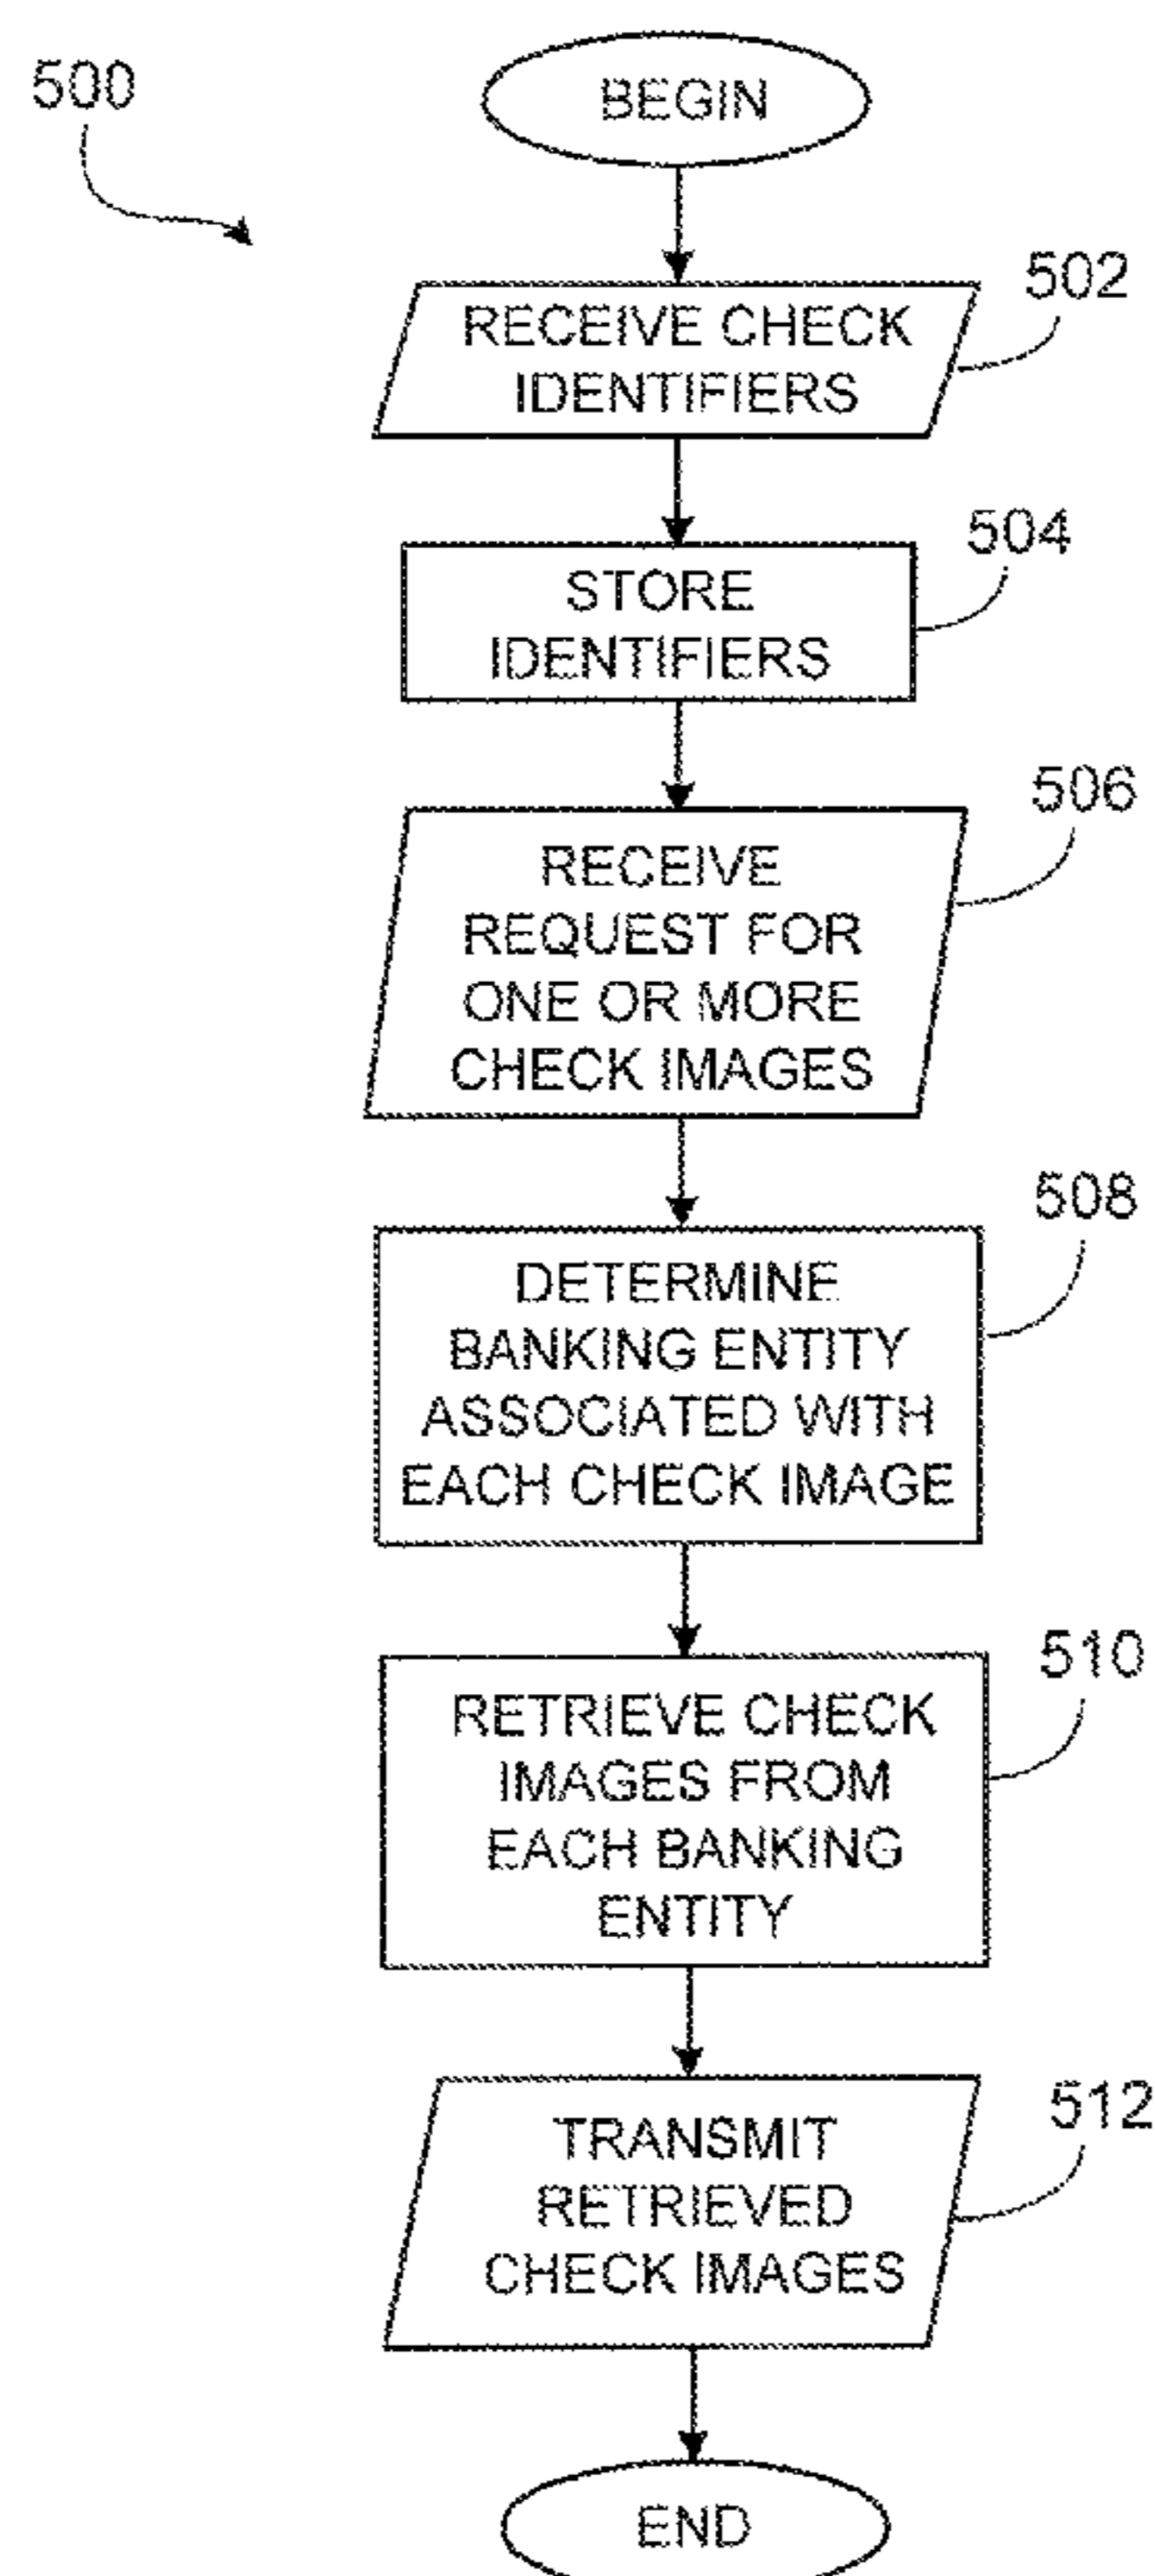 500
BEGIN
502
RECEIVE CHECK
IDENTIFIERS
504
STORE
IDENTIFIERS
506
RECEIVE
REQUEST FOR
ONE OR MORE
CHECK IMAGES
508
DETERMINE
BANKING ENTITY
ASSOCIATED WITH
EACH CHECK IMAGE
510
RETRIEVE CHECK
IMAGES FROM
EACH BANKING
ENTITY
512
TRANSMIT
RETRIEVED
CHECK IMAGES
END